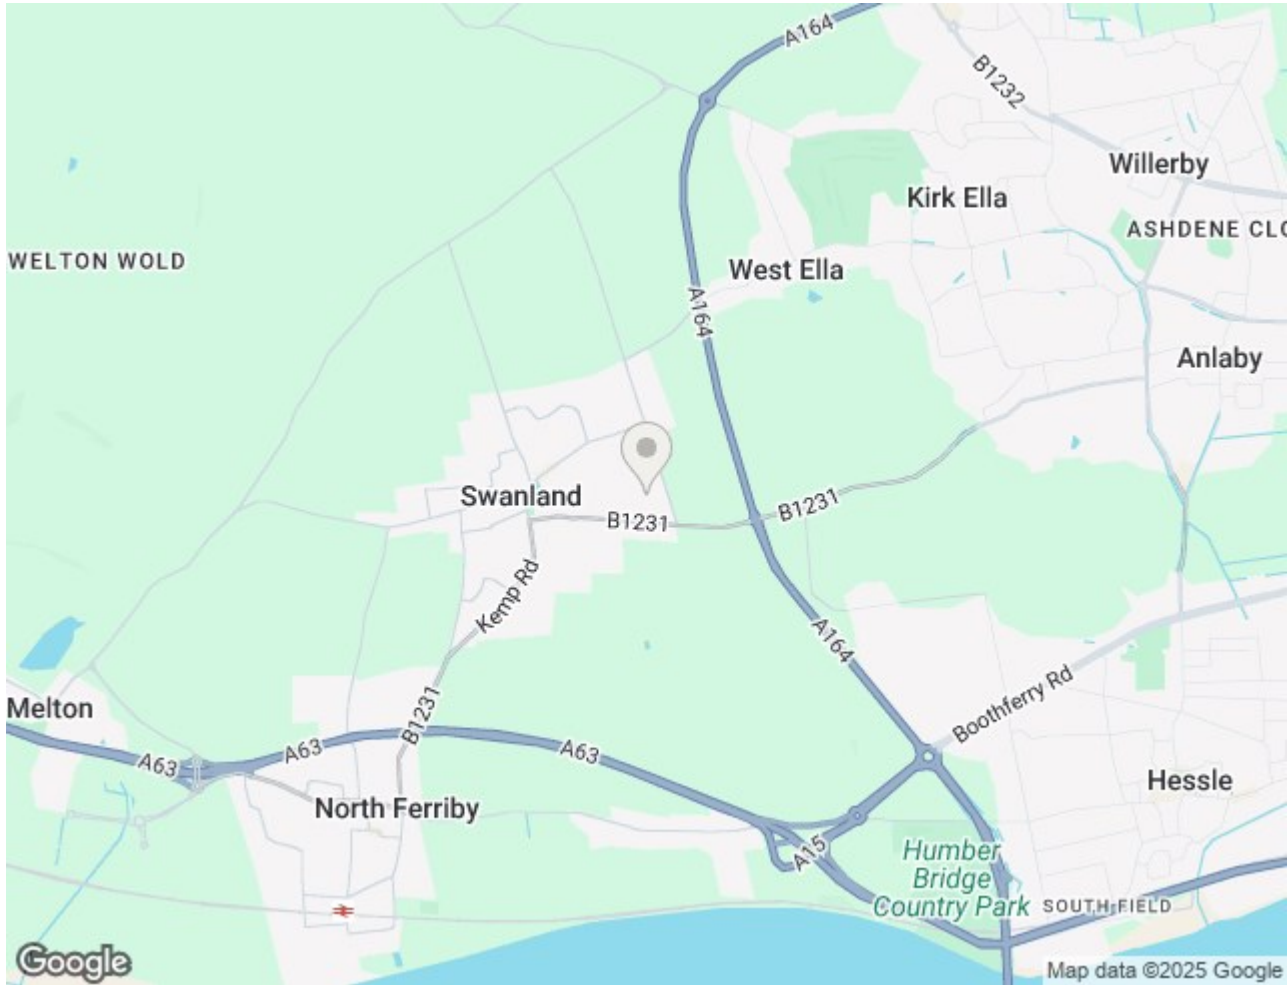 A164
B1232
Willerby
Kirk Ella
ASHDENE CLO
WELTON WOLD
West Ella
A164
Anlaby
Swanland
B1231
B1231
Kemp Rd
A164
Boothferry Rd
Melton
B1231
A63
A63
A63
Hessle
North Ferriby
A15
Humber
Bridge
Country Park
SOUTH FIELD
Google
Map data ©2025 Google